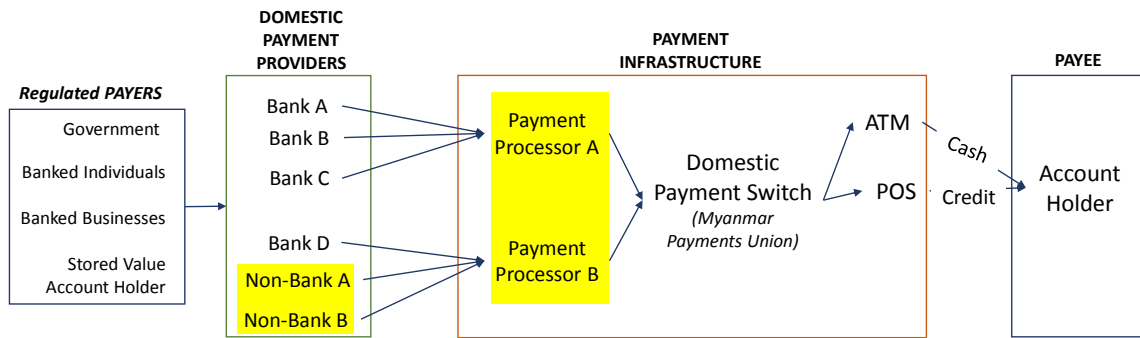 DOMESTIC
PAYMENT
PROVIDERS
PAYMENT
INFRASTRUCTURE
PAYEE
Regulated PAYERS
Government
Banked Individuals
Banked Businesses
Stored Value
Account Holder
Bank A
Bank B
Bank C
Bank D
Non-Bank A
Non-Bank B
Payment
Processor A
Payment
Processor B
Domestic
Payment Switch
(Myanmar
Payments Union)
ATM
POS
Cash
Credit
Account
Holder